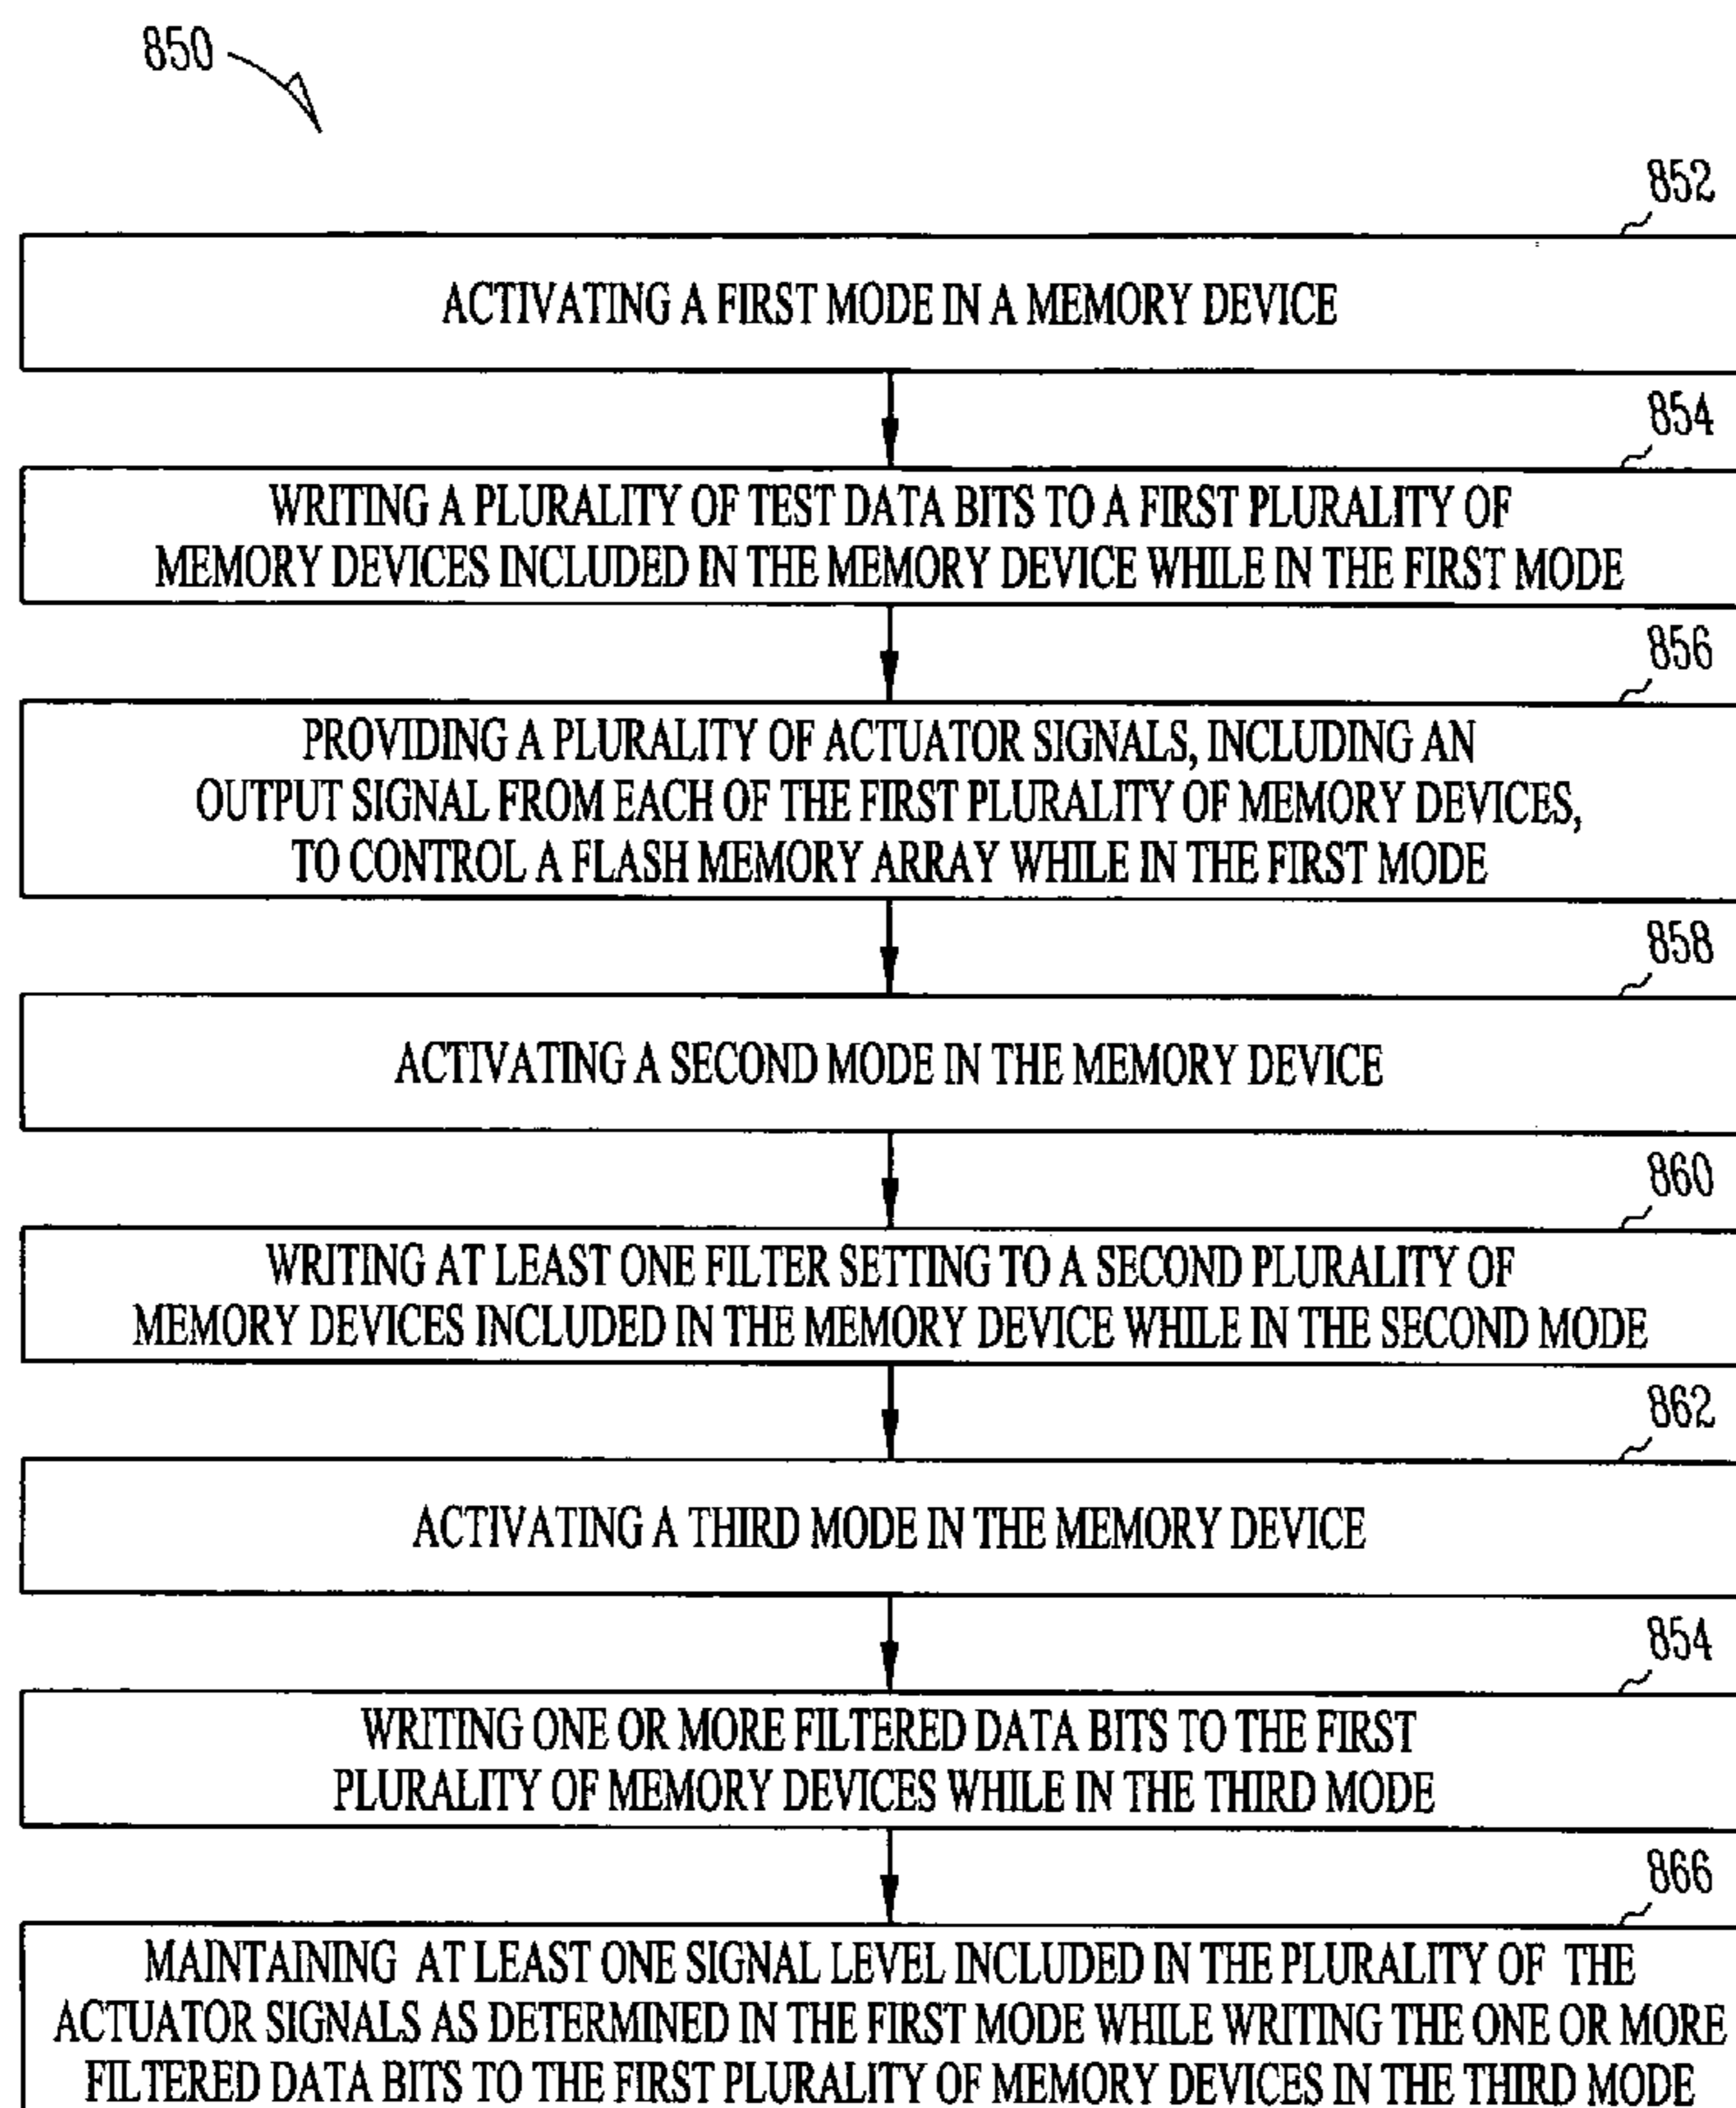 850
852
ACTIVATING A FIRST MODE IN A MEMORY DEVICE
854
WRITING A PLURALITY OF TEST DATA BITS TO A FIRST PLURALITY OF
MEMORY DEVICES INCLUDED IN THE MEMORY DEVICE WHILE IN THE FIRST MODE
856
PROVIDING A PLURALITY OF ACTUATOR SIGNALS, INCLUDING AN
OUTPUT SIGNAL FROM EACH OF THE FIRST PLURALITY OF MEMORY DEVICES,
TO CONTROL A FLASH MEMORY ARRAY WHILE IN THE FIRST MODE
858
ACTIVATING A SECOND MODE IN THE MEMORY DEVICE
860
WRITING AT LEAST ONE FILTER SETTING TO A SECOND PLURALITY OF
MEMORY DEVICES INCLUDED IN THE MEMORY DEVICE WHILE IN THE SECOND MODE
862
ACTIVATING A THIRD MODE IN THE MEMORY DEVICE
854
WRITING ONE OR MORE FILTERED DATA BITS TO THE FIRST
PLURALITY OF MEMORY DEVICES WHILE IN THE THIRD MODE
866
MAINTAINING AT LEAST ONE SIGNAL LEVEL INCLUDED IN THE PLURALITY OF THE
ACTUATOR SIGNALS AS DETERMINED IN THE FIRST MODE WHILE WRITING THE ONE OR MORE
FILTERED DATA BITS TO THE FIRST PLURALITY OF MEMORY DEVICES IN THE THIRD MODE